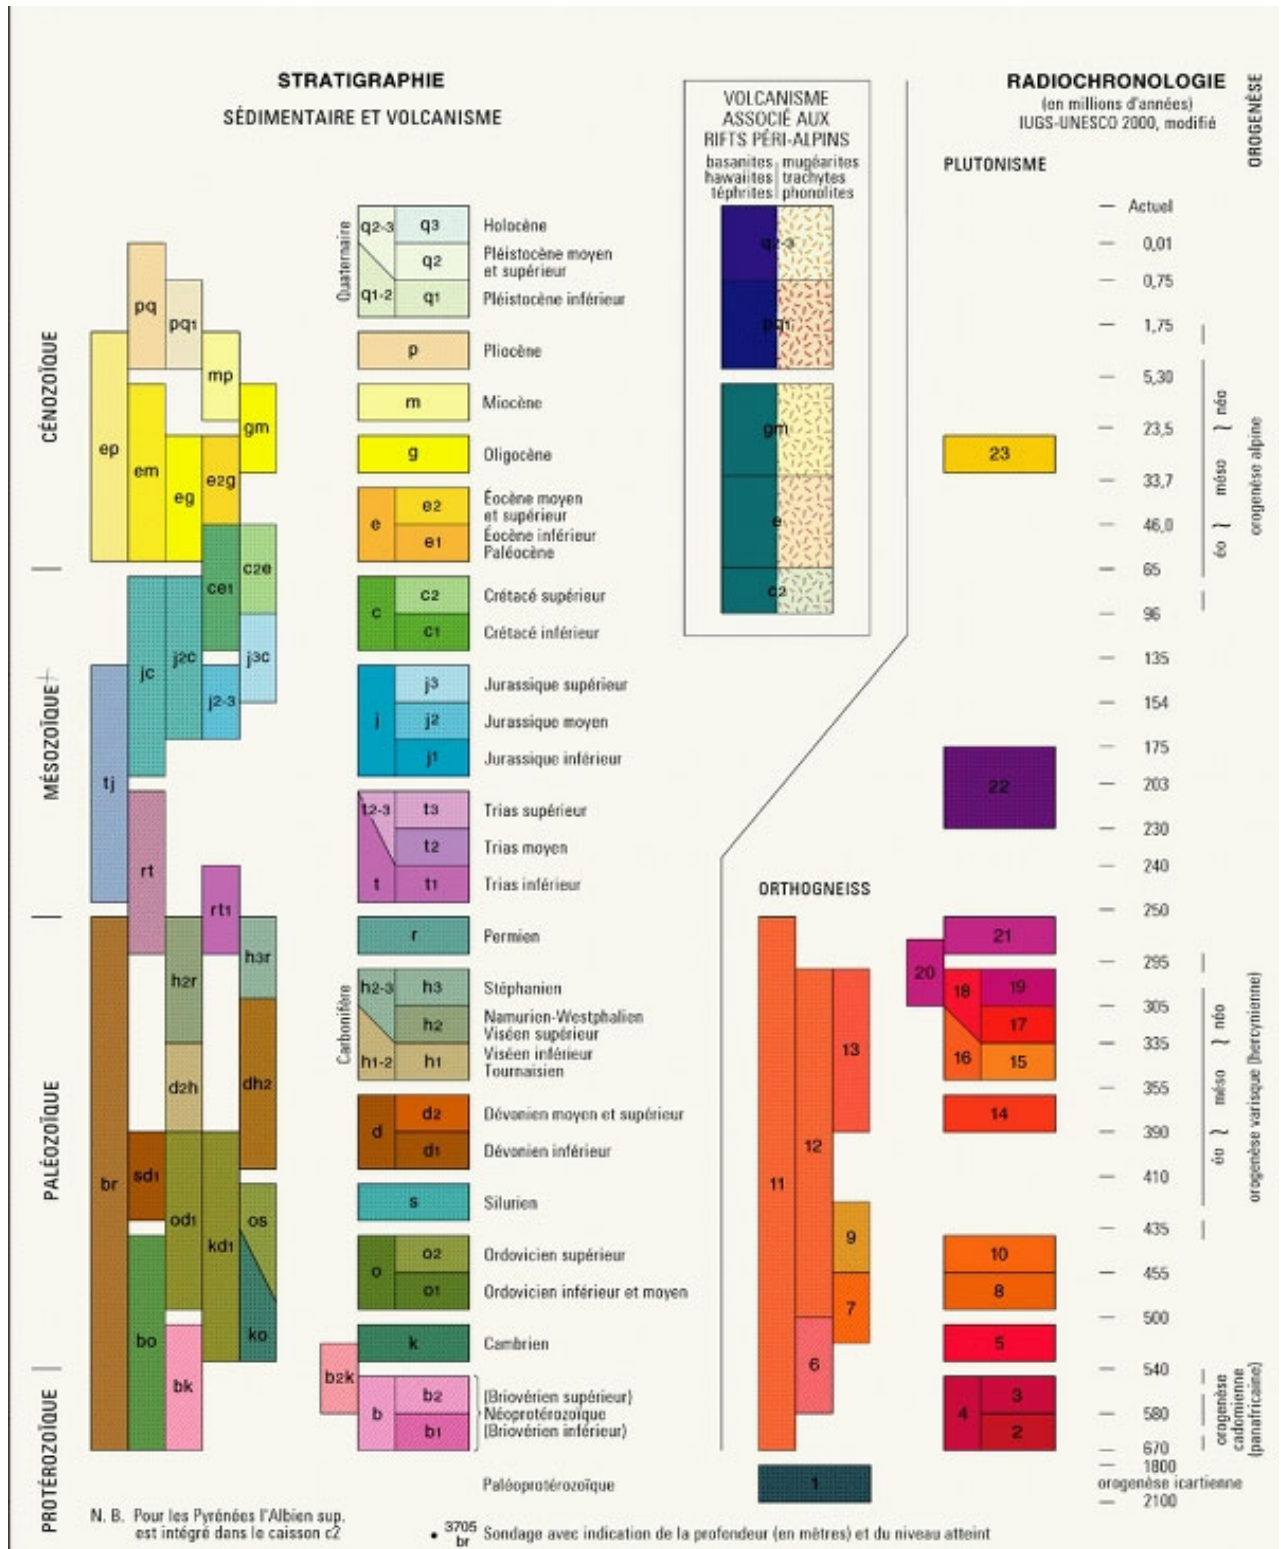 STRATIGRAPHIE
SÉDIMENTAIRE ET VOLCANISME
VOLCANISME
ASSOCIÉ AUX
RIFTS PÉRI-ALPINS
basanites mugéarites
hawaiites trachytes
téphrites phonolites
RADIOCHRONOLOGIE
(en millions d'années)
IUGS-UNESCO 2000, modifié
PLUTONISME
OROGENÈSE
CÉNOZOÏQUE
MÉSOZOÏQUE
PALÉOZOÏQUE
PROTÉROZOÏQUE
pq
pq1
mp
gm
ep
em
eg
e2g
ce1
c2e
jc
j2c
j3c
j2-3
tj
rt
rt1
h2r
h3r
d2h
dh2
br
sd1
od1
kd1
os
bo
ko
bk
b2k
Quaternaire
q2-3 q3 Holocène
q2 Pléistocène moyen
et supérieur
q1-2 q1 Pléistocène inférieur
p Pliocène
m Miocène
g Oligocène
e e2 Éocène moyen
et supérieur
e1 Éocène inférieur
Paléocène
c c2 Crétacé supérieur
c1 Crétacé inférieur
j j3 Jurassique supérieur
j2 Jurassique moyen
j1 Jurassique inférieur
t2-3 t3 Trias supérieur
t2 Trias moyen
t t1 Trias inférieur
r Permien
Carbonifère
h2-3 h3 Stéphanien
h2 Namurien-Westphalien
Viséen supérieur
h1-2 h1 Viséen inférieur
Tournaisien
d d2 Dévonien moyen et supérieur
d1 Dévonien inférieur
s Silurien
o o2 Ordovicien supérieur
o1 Ordovicien inférieur et moyen
k Cambrien
b b2 (Briovérien supérieur)
Néoprotérozoïque
b1 (Briovérien inférieur)
Paléoprotérozoïque
q2-3
pq1
gm
e
c2
ORTHOGNEISS
11
12
13
9
7
6
1
23
22
21
20
18 19
17
16 15
14
10
8
5
4 3
2
Actuel
0,01
0,75
1,75
5,30
23,5
33,7
46,0
65
96
135
154
175
203
230
240
250
295
305
335
355
390
410
435
455
500
540
580
670
1800
orogenèse icartienne
2100
éo méso néo
orogenèse alpine
éo méso néo
orogenèse varisque (hercynienne)
orogenèse
cadomienne
(panafricaine)
N. B. Pour les Pyrénées l'Albien sup.
est intégré dans le caisson c2
3705
br
Sondage avec indication de la profondeur (en mètres) et du niveau atteint